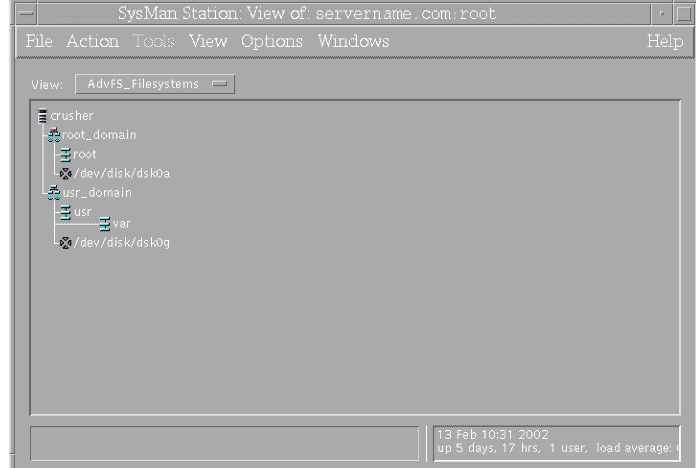 SysMan Station: View of: servername.com:root
File Action Tools View Options Windows Help
View: AdvFS_Filesystems
crusher
root_domain
root
/dev/disk/dsk0a
usr_domain
usr
var
/dev/disk/dsk0g
13 Feb 10:31 2002
up 5 days, 17 hrs, 1 user, load average: